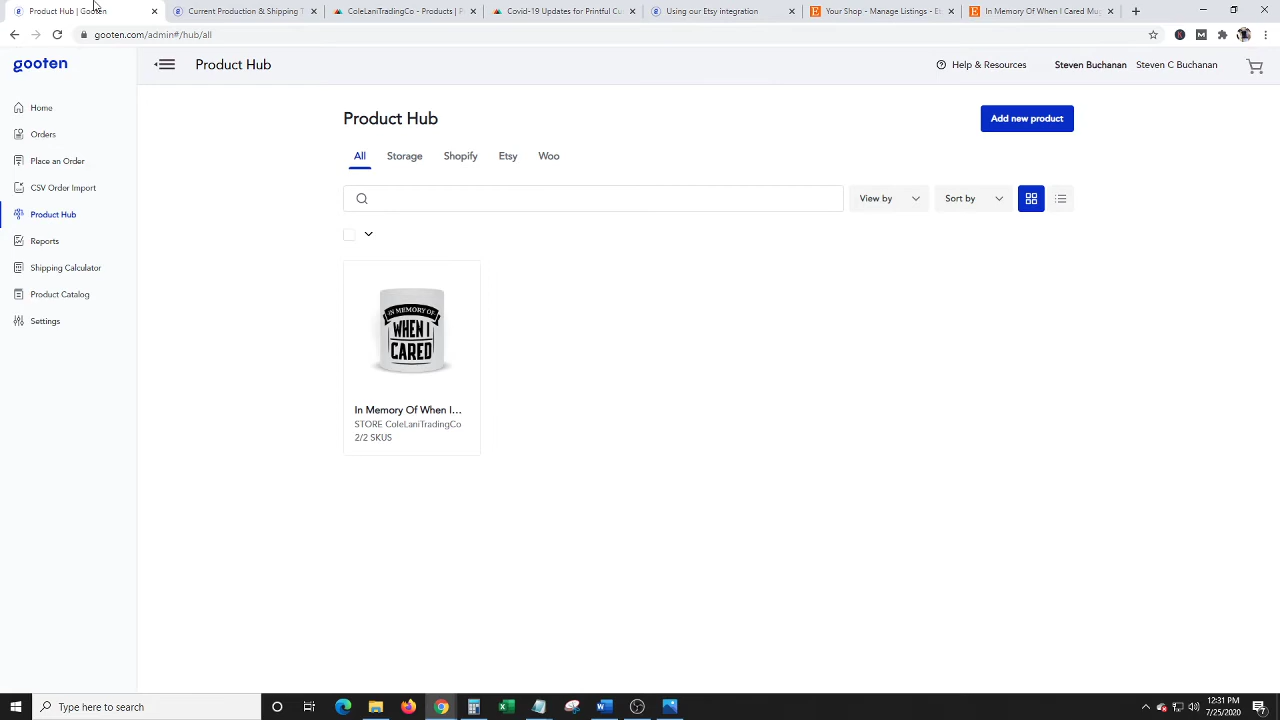 Product Hub | Gooten
Current Production & Shipping T
ColeLaniTradingCo - Products | P
Covid-19 Updates for Printful Cu
Using our Etsy integration
Your Shop - Manage Listings - Et
In Memory Of When I Cared Mug
gooten.com/admin#/hub/all
gooten
Product Hub
Help & Resources
Steven Buchanan
Steven C Buchanan
Home
Orders
Place an Order
CSV Order Import
Product Hub
Reports
Shipping Calculator
Product Catalog
Settings
Product Hub
Add new product
All
Storage
Shopify
Etsy
Woo
View by
Sort by
IN MEMORY OF
WHEN I
CARED
In Memory Of When I...
STORE ColeLaniTradingCo
2/2 SKUS
Type here to search
12:31 PM
7/25/2020